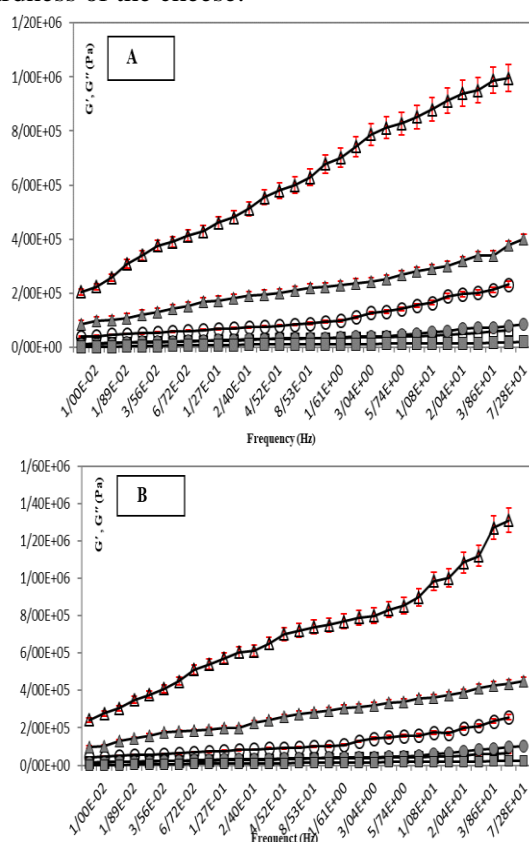 rdness of the cheese.
1/20E+06
1/00E+06
8/00E+05
6/00E+05
4/00E+05
2/00E+05
0/00E+00
G′, G″ (Pa)
A
1/00E-02
1/89E-02
3/56E-02
6/72E-02
1/27E-01
2/40E-01
4/52E-01
8/53E-01
1/61E+00
3/04E+00
5/74E+00
1/08E+01
2/04E+01
3/86E+01
7/28E+01
Frequency (Hz)
1/60E+06
1/40E+06
1/20E+06
1/00E+06
8/00E+05
6/00E+05
4/00E+05
2/00E+05
0/00E+00
G′, G″ (Pa)
B
1/00E-02
1/89E-02
3/56E-02
6/72E-02
1/27E-01
2/40E-01
4/52E-01
8/53E-01
1/61E+00
3/04E+00
5/74E+00
1/08E+01
2/04E+01
3/86E+01
7/28E+01
Frequenct (Hz)